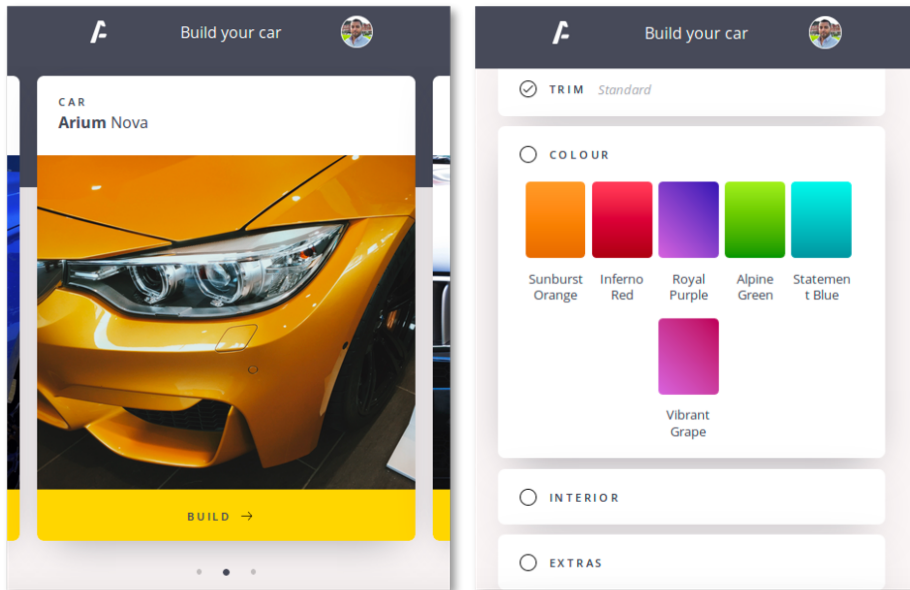 Build your car
CAR
Arium Nova
BUILD →
Build your car
TRIM Standard
COLOUR
Sunburst Orange
Inferno Red
Royal Purple
Alpine Green
Statemen
t Blue
Vibrant Grape
INTERIOR
EXTRAS